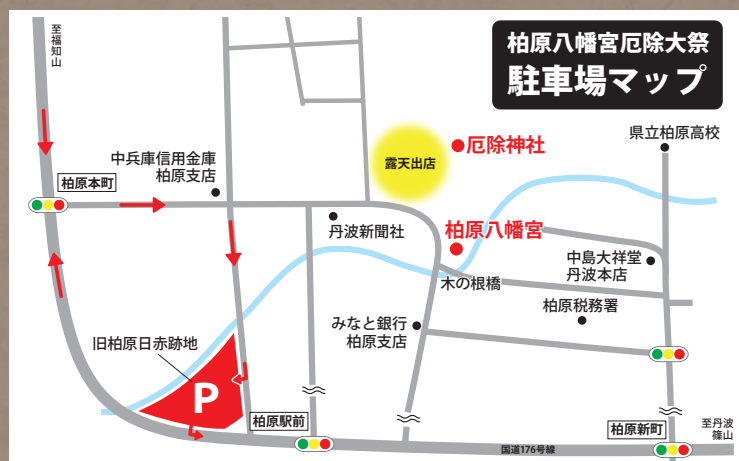 柏原八幡宮厄除大祭
駐車場マップ
至福知山
県立柏原高校
厄除神社
露天出店
中兵庫信用金庫
柏原支店
柏原本町
丹波新聞社
柏原八幡宮
中島大祥堂
丹波本店
木の根橋
柏原税務署
みなと銀行
柏原支店
旧柏原日赤跡地
P
柏原駅前
柏原新町
至丹波
篠山
国道176号線